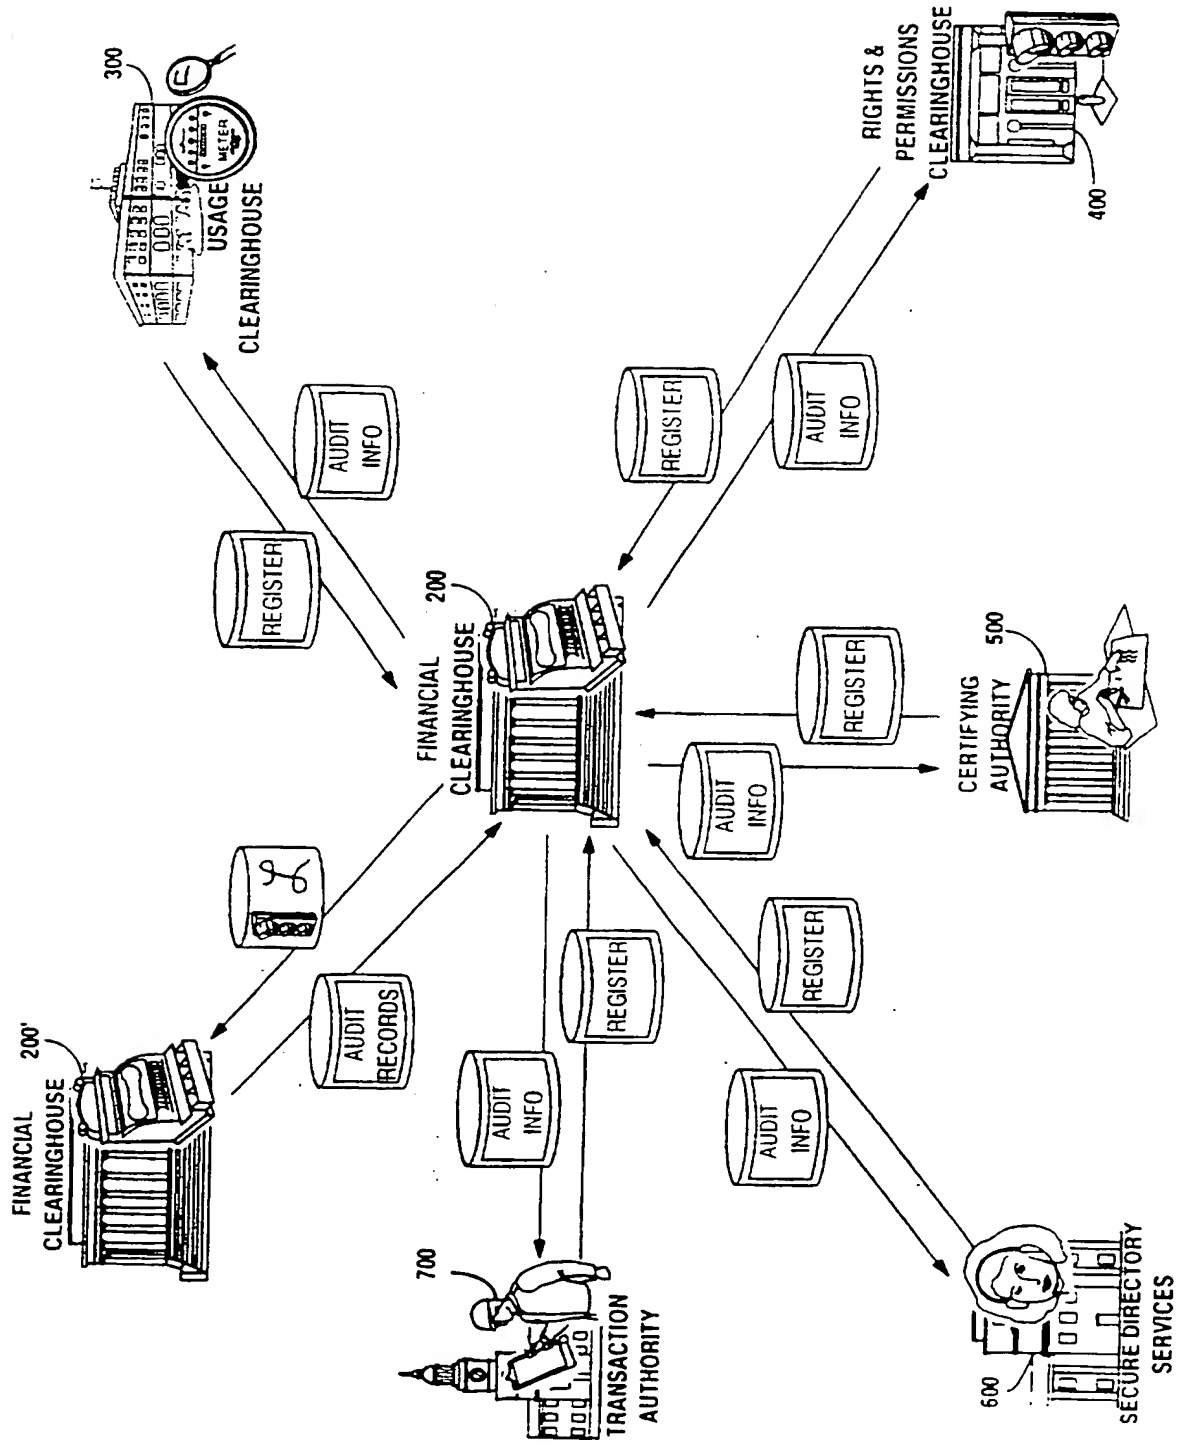 FINANCIAL
CLEARINGHOUSE
200'
TRANSACTION
AUTHORITY
700
SECURE DIRECTORY
SERVICES
600
AUDIT
RECORDS
AUDIT
INFO
REGISTER
AUDIT
INFO
REGISTER
FINANCIAL
CLEARINGHOUSE
200
AUDIT
INFO
REGISTER
CERTIFYING
AUTHORITY
500
REGISTER
AUDIT
INFO
REGISTER
AUDIT
INFO
USAGE
CLEARINGHOUSE
300
METER
RIGHTS &
PERMISSIONS
CLEARINGHOUSE
400